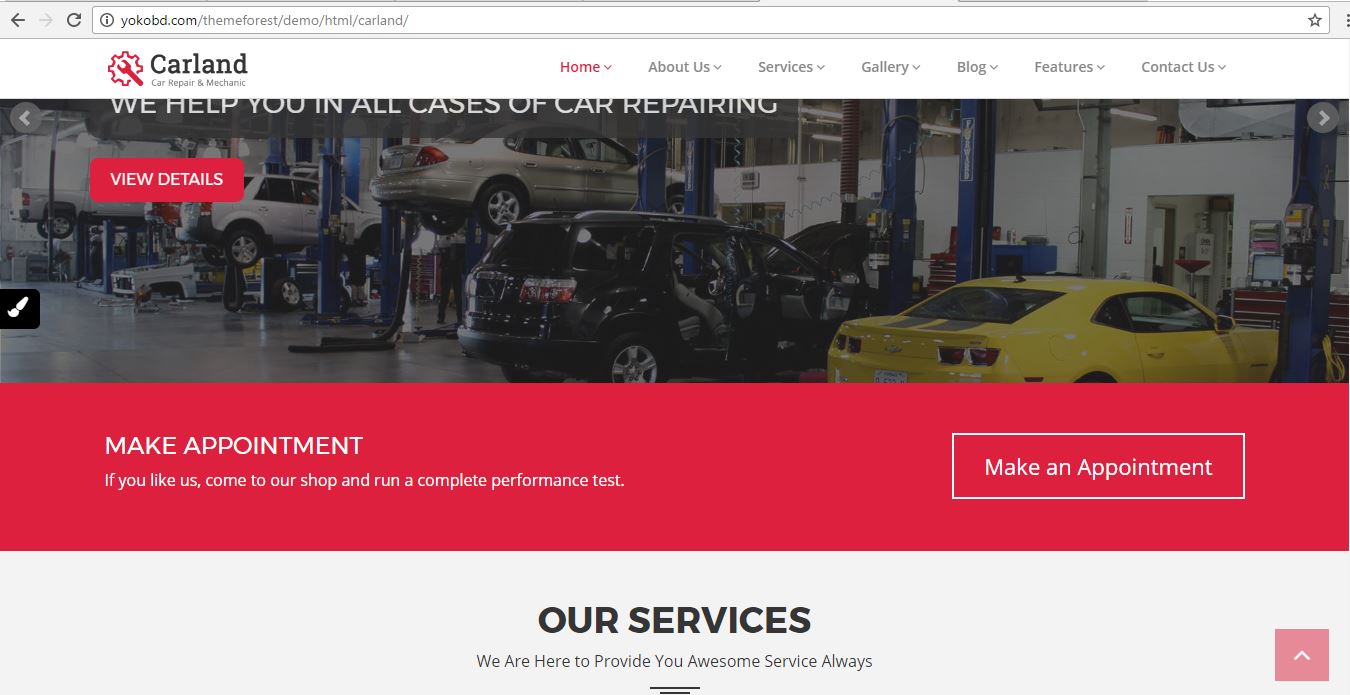 yokobd.com/themeforest/demo/html/carland/
Carland
Car Repair & Mechanic
Home
About Us
Services
Gallery
Blog
Features
Contact Us
WE HELP YOU IN ALL CASES OF CAR REPAIRING
VIEW DETAILS
MAKE APPOINTMENT
If you like us, come to our shop and run a complete performance test.
Make an Appointment
OUR SERVICES
We Are Here to Provide You Awesome Service Always